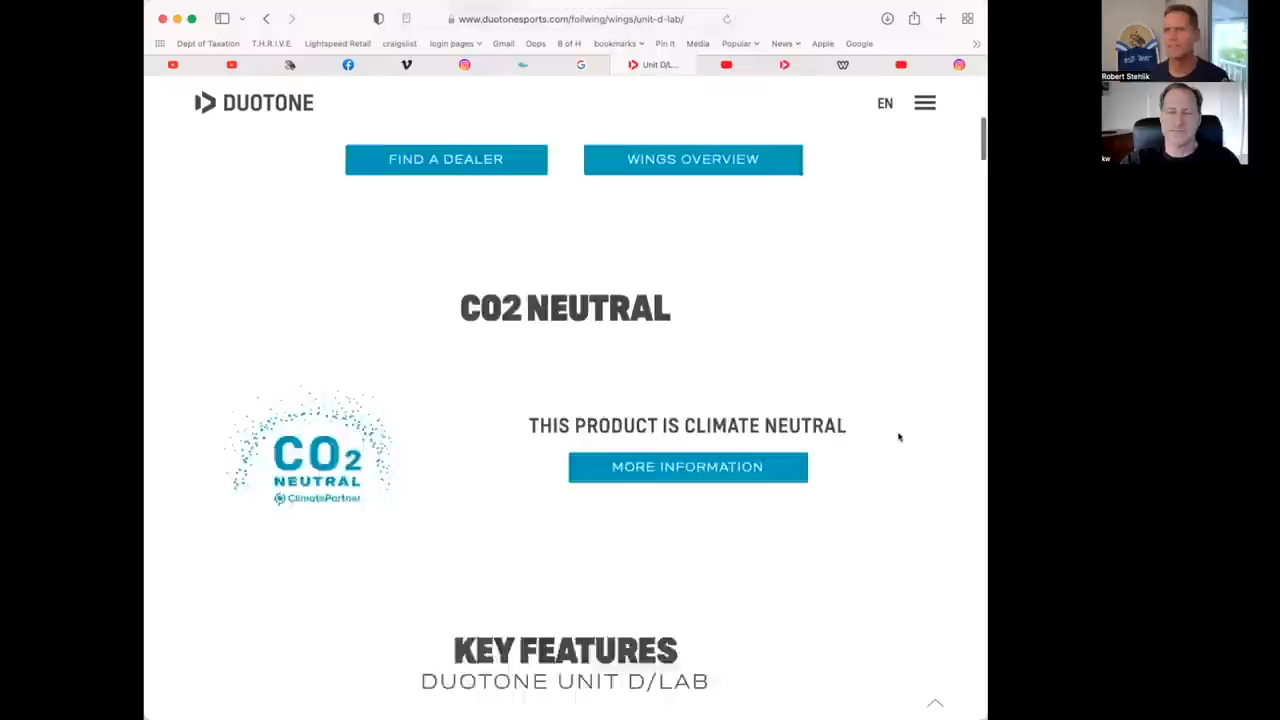 www.duotonesports.com/foilwing/wings/unit-d-lab/
Dept of Taxation T.H.R.I.V.E. Lightspeed Retail craigslist login pages Gmail Oops B of H bookmarks Pin It Media Popular News Apple Google
Unit D/L...
DUOTONE
EN
FIND A DEALER WINGS OVERVIEW
CO2 NEUTRAL
THIS PRODUCT IS CLIMATE NEUTRAL
MORE INFORMATION
CO2
NEUTRAL
ClimatePartner
KEY FEATURES
DUOTONE UNIT D/LAB
Robert Stehlik
kw